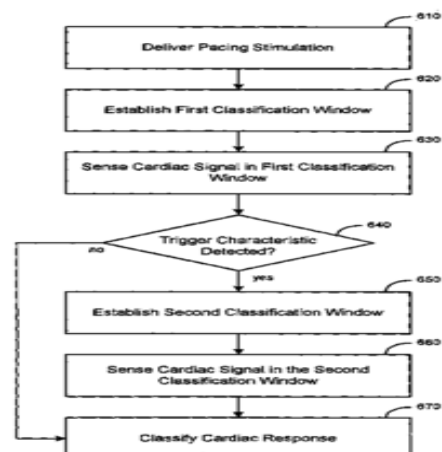 610
Deliver Pacing Stimulation
620
Establish First Classification Window
630
Sense Cardiac Signal in First Classification
Window
640
Trigger Characteristic
Detected?
no
yes
650
Establish Second Classification Window
660
Sense Cardiac Signal in the Second
Classification Window
670
Classify Cardiac Response